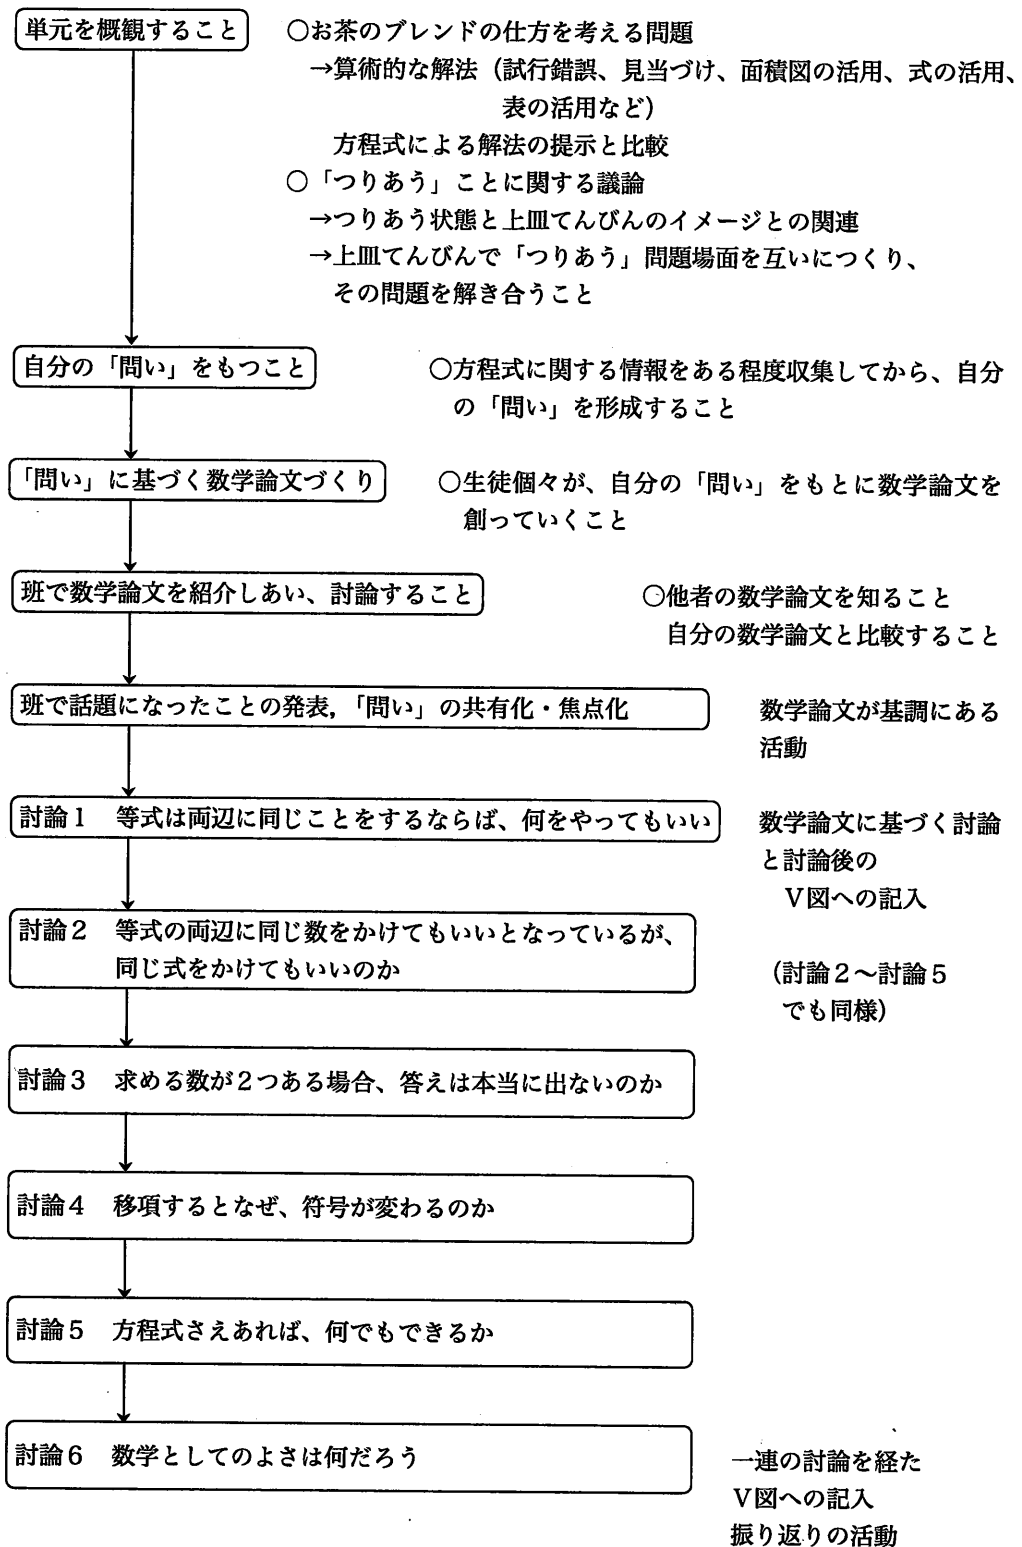 単元を概観すること
○お茶のブレンドの仕方を考える問題
→算術的な解法（試行錯誤、見当づけ、面積図の活用、式の活用、
表の活用など）
方程式による解法の提示と比較
○「つりあう」ことに関する議論
→つりあう状態と上皿てんびんのイメージとの関連
→上皿てんびんで「つりあう」問題場面を互いにつくり、
その問題を解き合うこと
自分の「問い」をもつこと
○方程式に関する情報をある程度収集してから、自分
の「問い」を形成すること
「問い」に基づく数学論文づくり
○生徒個々が、自分の「問い」をもとに数学論文を
創っていくこと
班で数学論文を紹介しあい、討論すること
○他者の数学論文を知ること
自分の数学論文と比較すること
班で話題になったことの発表，「問い」の共有化・焦点化
数学論文が基調にある
活動
討論１　等式は両辺に同じことをするならば、何をやってもいい
数学論文に基づく討論
と討論後の
Ｖ図への記入
討論２　等式の両辺に同じ数をかけてもいいとなっているが、
同じ式をかけてもいいのか
（討論２～討論５
でも同様）
討論３　求める数が２つある場合、答えは本当に出ないのか
討論４　移項するとなぜ、符号が変わるのか
討論５　方程式さえあれば、何でもできるか
討論６　数学としてのよさは何だろう
一連の討論を経た
Ｖ図への記入
振り返りの活動